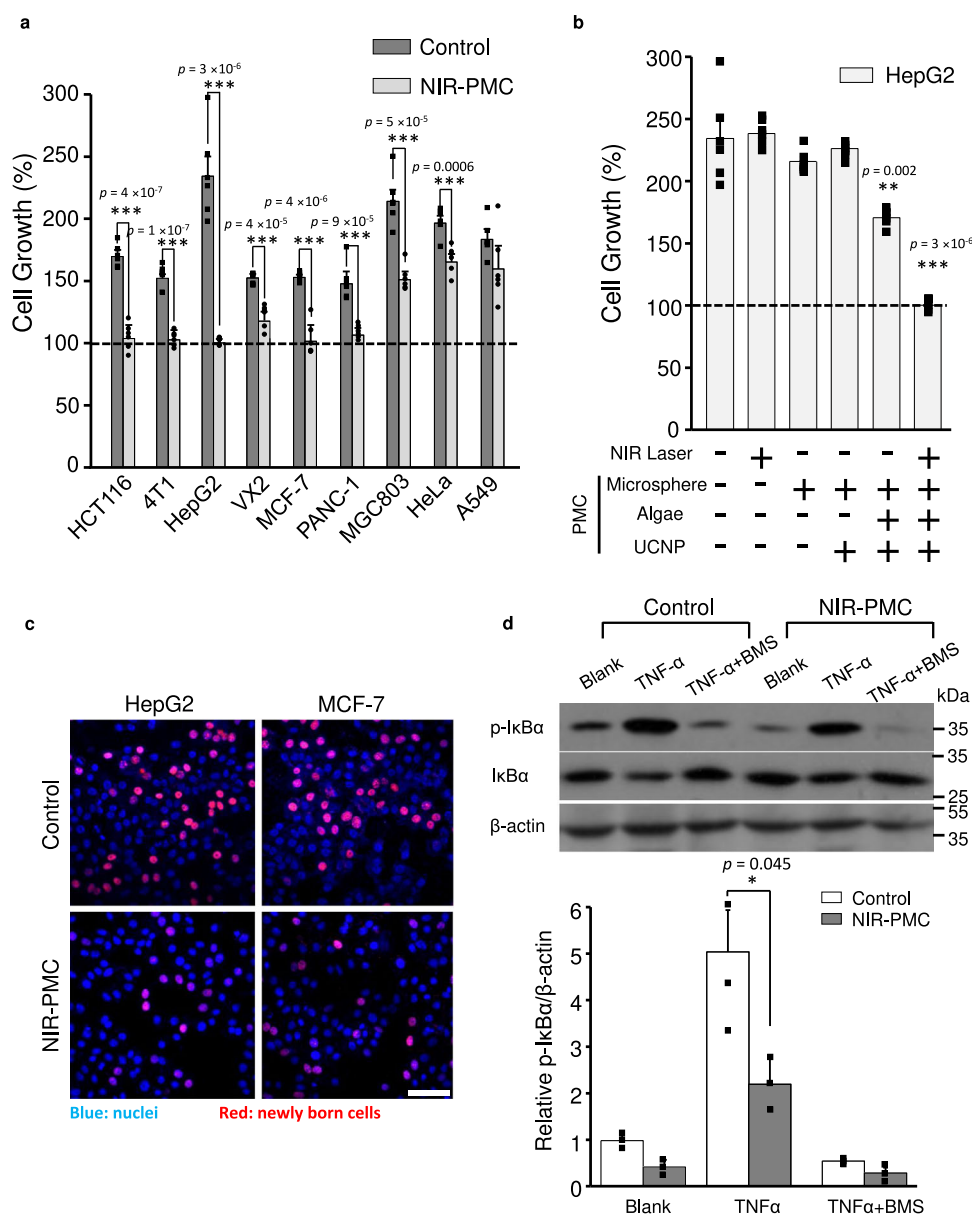 a
Control
NIR-PMC
Cell Growth (%)
300
250
200
150
100
50
0
p = 4 ×10-7
***
p = 1 ×10-7
***
p = 3 ×10-6
***
p = 4 ×10-5
***
p = 4 ×10-6
***
p = 9 ×10-5
***
p = 5 ×10-5
***
p = 0.0006
***
HCT116
4T1
HepG2
VX2
MCF-7
PANC-1
MGC803
HeLa
A549
b
HepG2
Cell Growth (%)
300
250
200
150
100
50
0
p = 0.002
**
p = 3 ×10-6
***
NIR Laser - + - - - +
PMC
Microsphere - - + + + +
Algae - - - - + +
UCNP - - - + + +
c
HepG2 MCF-7
Control
NIR-PMC
Blue: nuclei Red: newly born cells
d
Control NIR-PMC
Blank TNF-α TNF-α+BMS Blank TNF-α TNF-α+BMS
kDa
p-IκBα 35
35
IκBα
25
55
β-actin
35
p = 0.045
*
Control
NIR-PMC
Relative p-IκBα/β-actin
6
5
4
3
2
1
0
Blank TNFα TNFα+BMS